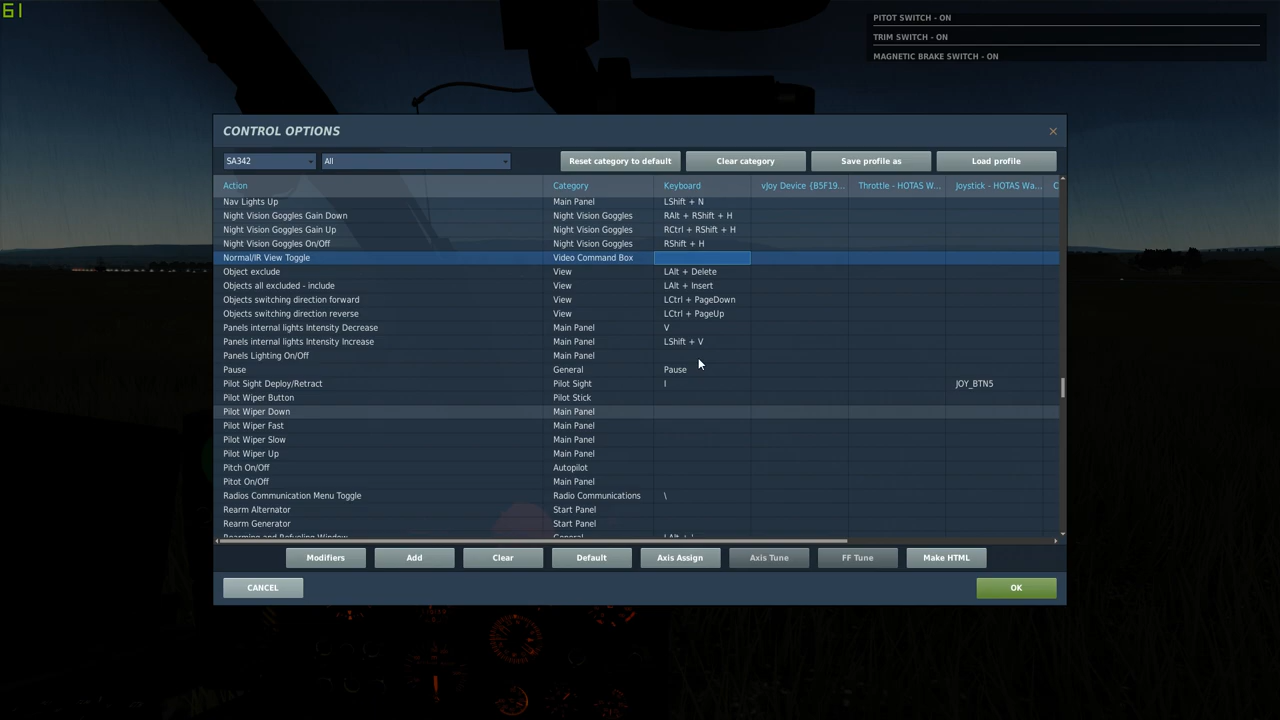 61
PITOT SWITCH - ON
TRIM SWITCH - ON
MAGNETIC BRAKE SWITCH - ON
CONTROL OPTIONS
SA342 All Reset category to default Clear category Save profile as Load profile
Action Category Keyboard vJoy Device {B5F19... Throttle - HOTAS W... Joystick - HOTAS Wa... C
Nav Lights Up Main Panel LShift + N
Night Vision Goggles Gain Down Night Vision Goggles RAlt + RShift + H
Night Vision Goggles Gain Up Night Vision Goggles RCtrl + RShift + H
Night Vision Goggles On/Off Night Vision Goggles RShift + H
Normal/IR View Toggle Video Command Box
Object exclude View LAlt + Delete
Objects all excluded - include View LAlt + Insert
Objects switching direction forward View LCtrl + PageDown
Objects switching direction reverse View LCtrl + PageUp
Panels internal lights Intensity Decrease Main Panel V
Panels internal lights Intensity Increase Main Panel LShift + V
Panels Lighting On/Off Main Panel
Pause General Pause
Pilot Sight Deploy/Retract Pilot Sight I JOY_BTN5
Pilot Wiper Button Pilot Stick
Pilot Wiper Down Main Panel
Pilot Wiper Fast Main Panel
Pilot Wiper Slow Main Panel
Pilot Wiper Up Main Panel
Pitch On/Off Autopilot
Pitot On/Off Main Panel
Radios Communication Menu Toggle Radio Communications \
Rearm Alternator Start Panel
Rearm Generator Start Panel
Rearming and Refueling Window General LAlt + '
Modifiers Add Clear Default Axis Assign Axis Tune FF Tune Make HTML
CANCEL OK